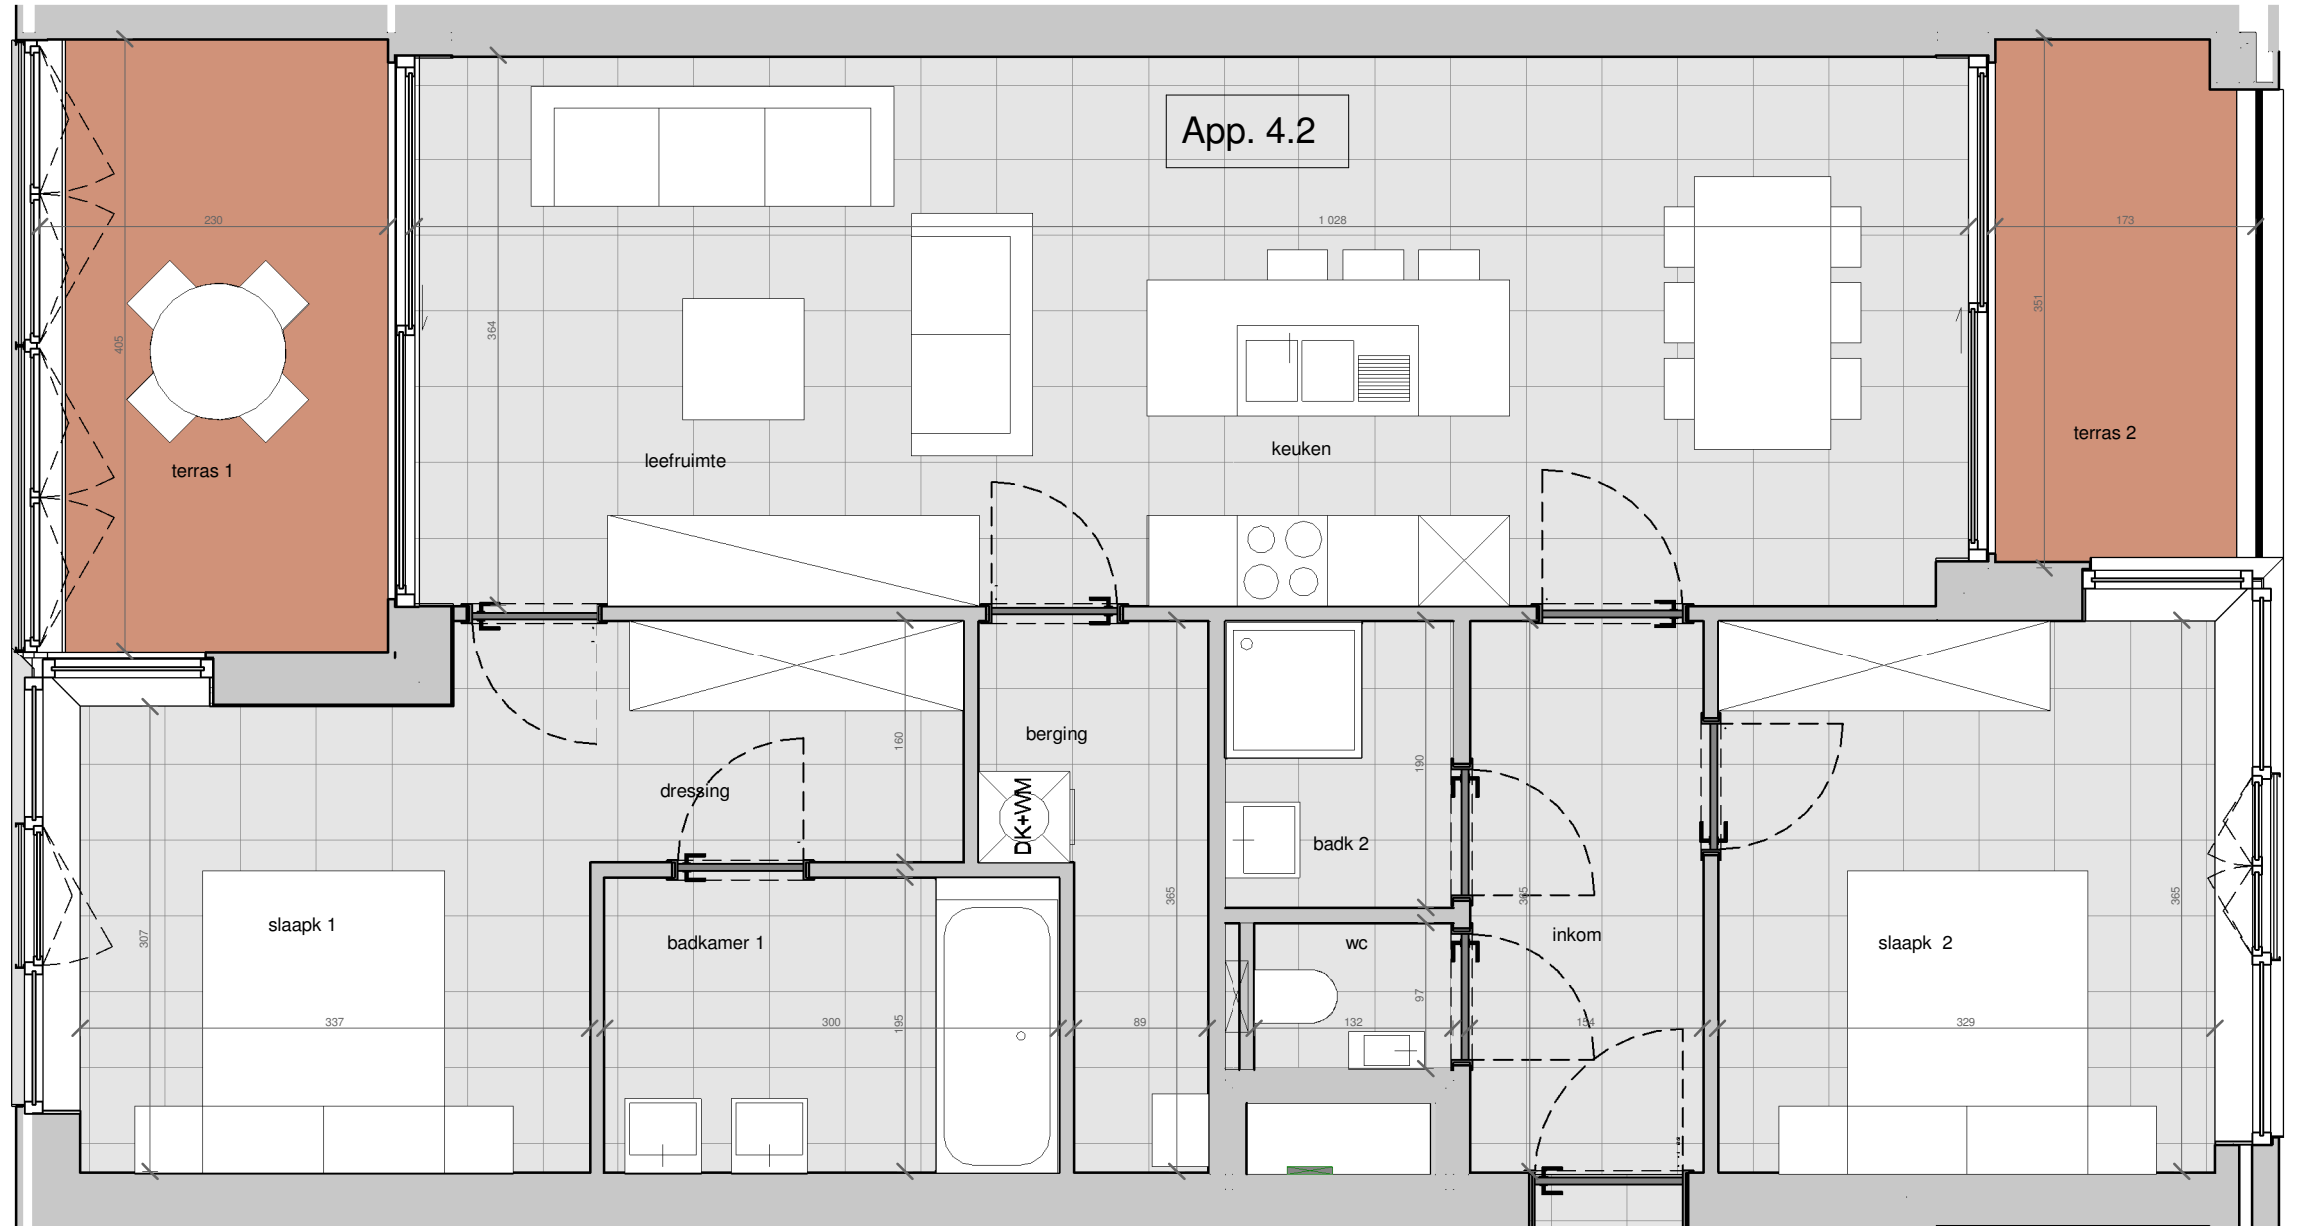 App. 4.2
230
1 028
173
364
405
351
terras 1
leefruimte
keuken
terras 2
160
berging
190
dressing
DK+WM
badk 2
365
365
365
slaapk 1
307
badkamer 1
wc
inkom
slaapk 2
97
337
300
195
89
132
154
329